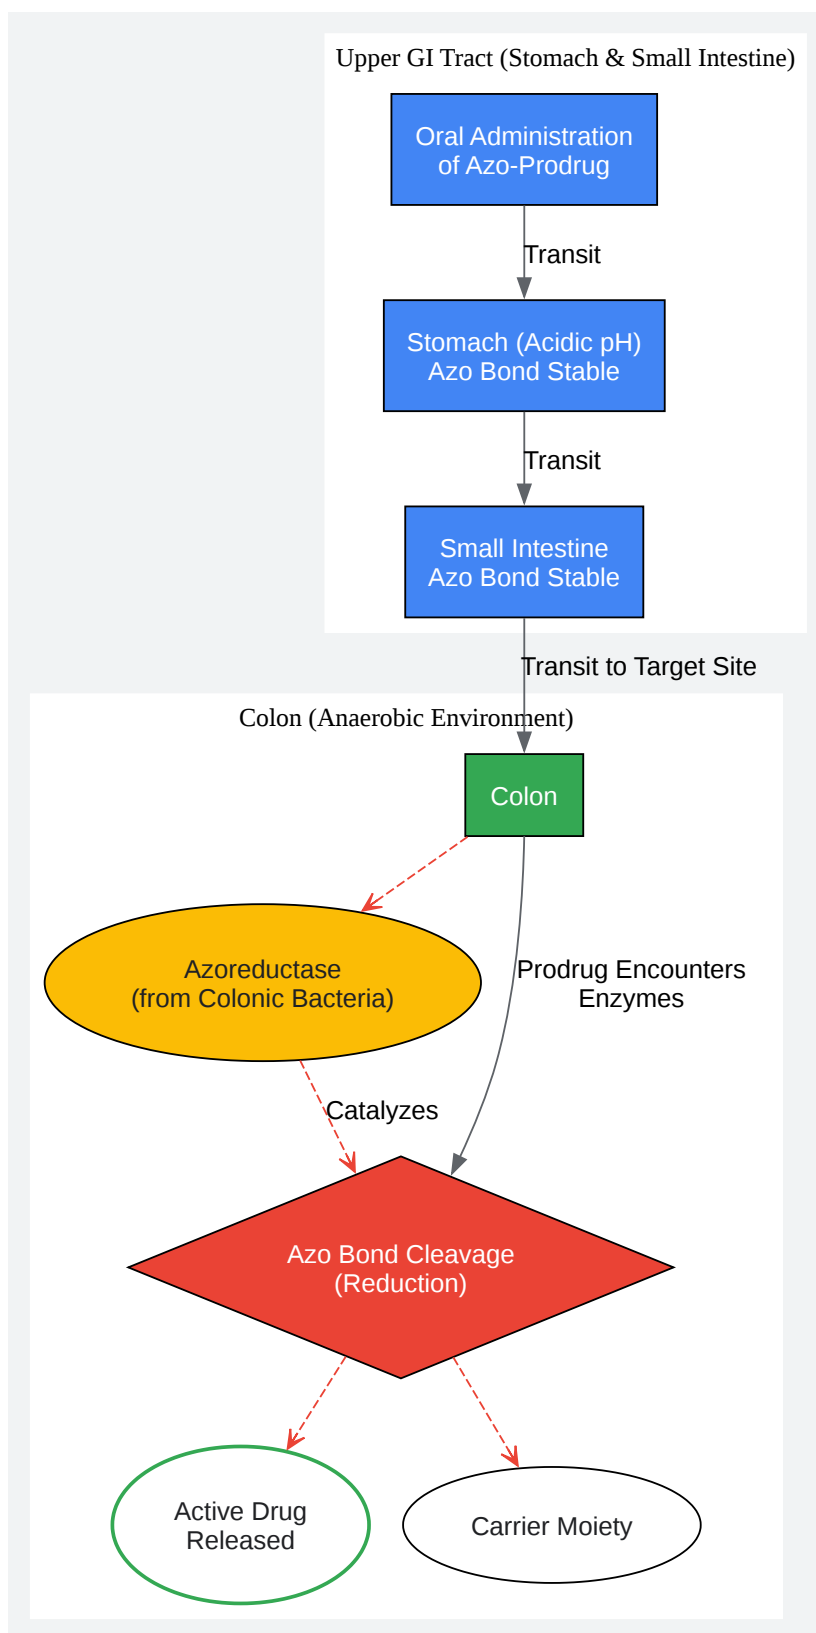 Upper GI Tract (Stomach & Small Intestine)
Oral Administration
of Azo-Prodrug
Transit
Stomach (Acidic pH)
Azo Bond Stable
Transit
Small Intestine
Azo Bond Stable
Transit to Target Site
Colon (Anaerobic Environment)
Colon
Azoreductase
(from Colonic Bacteria)
Prodrug Encounters
Enzymes
Catalyzes
Azo Bond Cleavage
(Reduction)
Active Drug
Released
Carrier Moiety